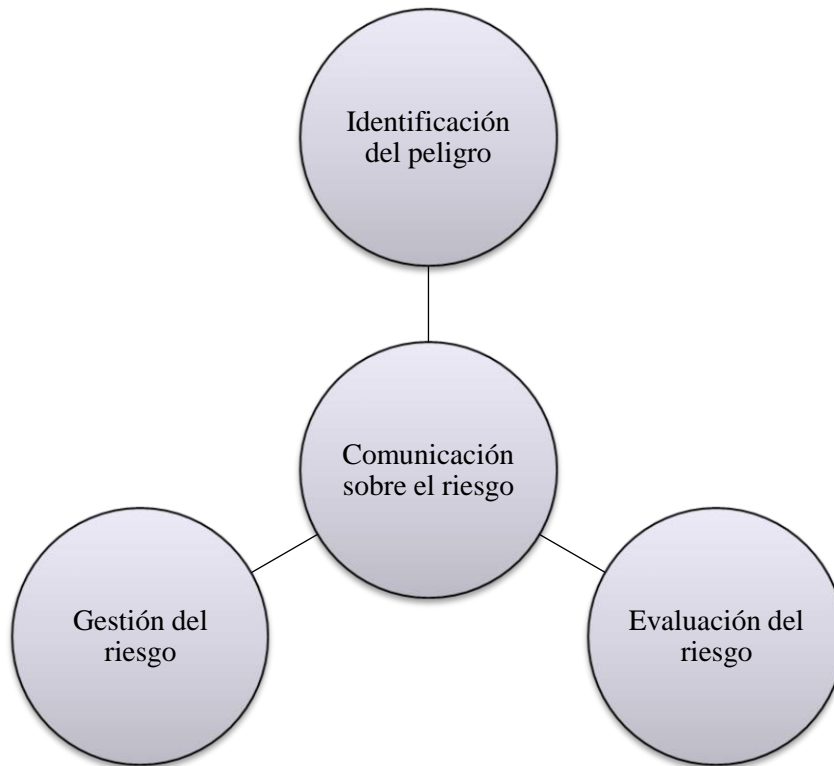 Identificación
del peligro
Comunicación
sobre el riesgo
Gestión del
riesgo
Evaluación del
riesgo